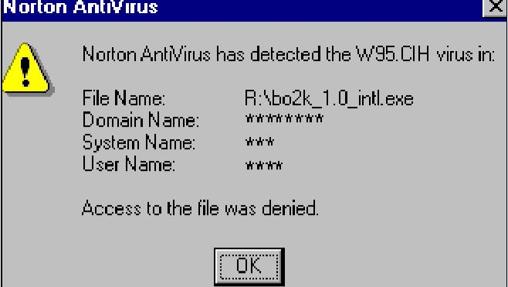 Norton AntiVirus
Norton AntiVirus has detected the W95.CIH virus in:
File Name: R:\bo2k_1.0_intl.exe
Domain Name: ********
System Name: ***
User Name: ****
Access to the file was denied.
OK